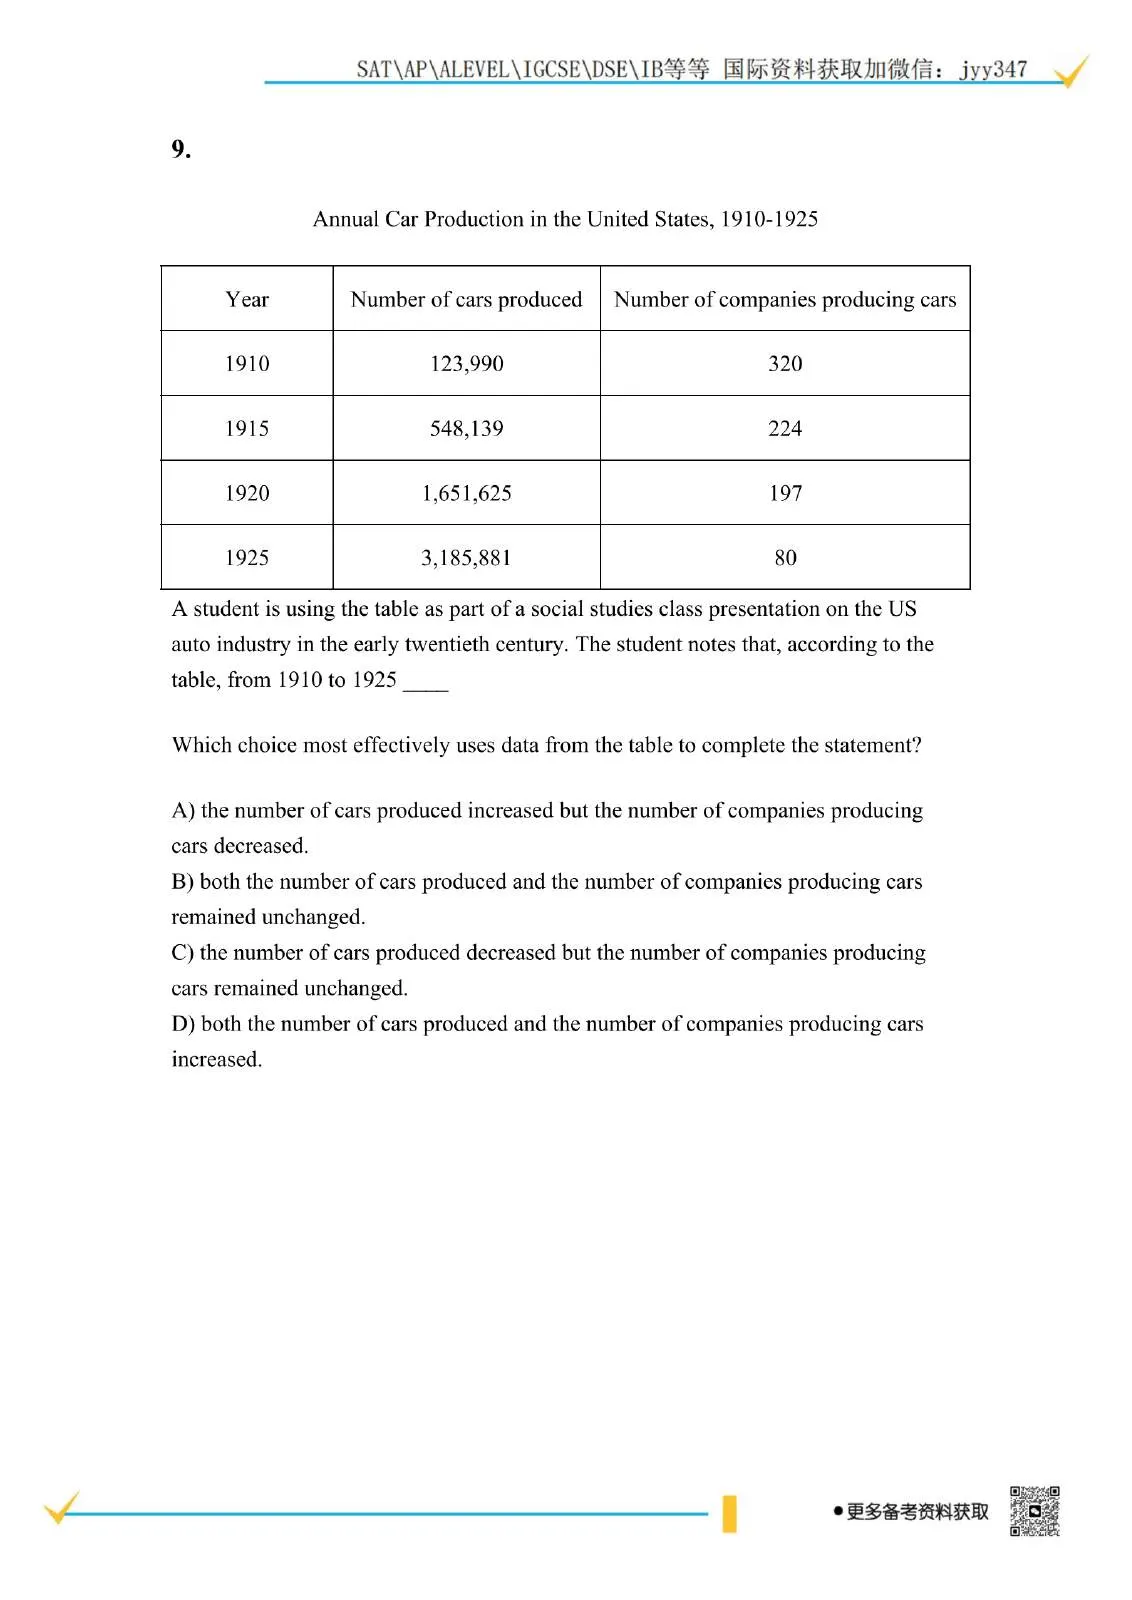 SAT\AP\ALEVEL\IGCSE\DSE\IB等等 国际资料获取加微信：jyy347
9.
Annual Car Production in the United States, 1910-1925
Year Number of cars produced Number of companies producing cars
1910 123,990 320
1915 548,139 224
1920 1,651,625 197
1925 3,185,881 80
A student is using the table as part of a social studies class presentation on the US
auto industry in the early twentieth century. The student notes that, according to the
table, from 1910 to 1925 ____
Which choice most effectively uses data from the table to complete the statement?
A) the number of cars produced increased but the number of companies producing
cars decreased.
B) both the number of cars produced and the number of companies producing cars
remained unchanged.
C) the number of cars produced decreased but the number of companies producing
cars remained unchanged.
D) both the number of cars produced and the number of companies producing cars
increased.
●更多备考资料获取